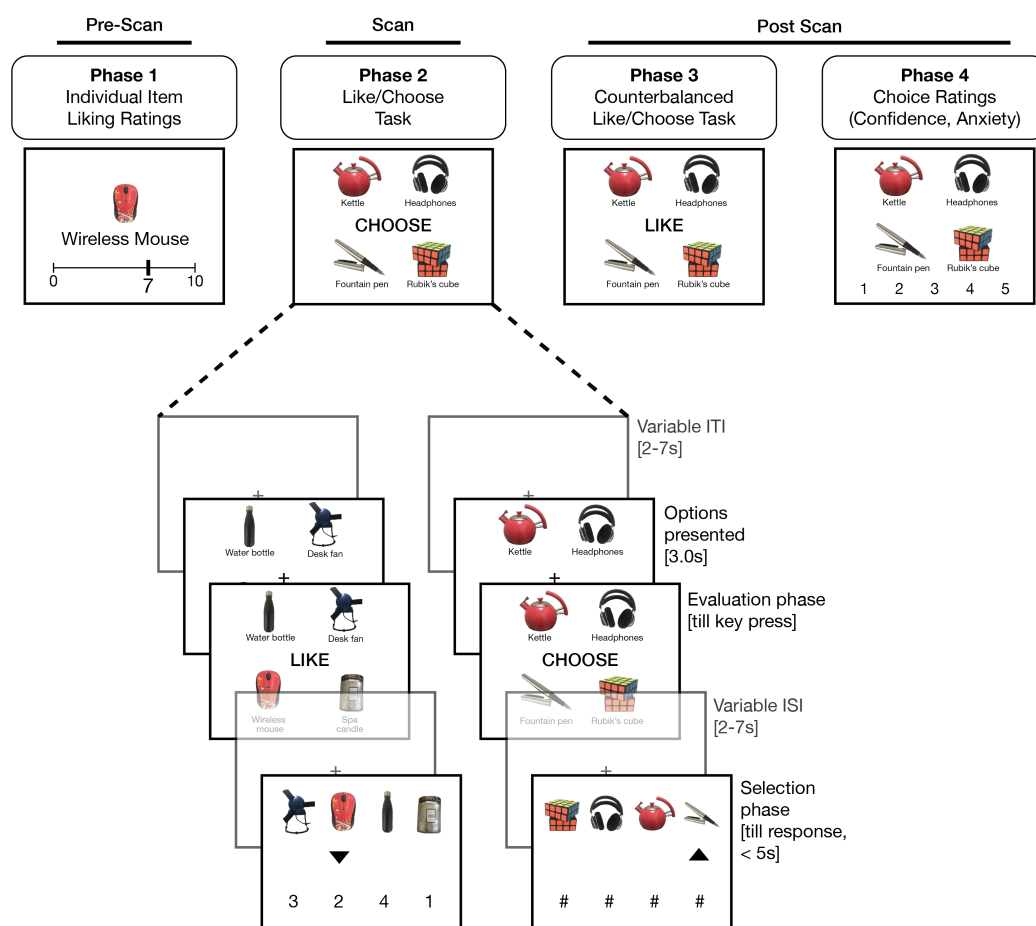 Pre-Scan
Scan
Post Scan
Phase 1
Individual Item
Liking Ratings
Phase 2
Like/Choose
Task
Phase 3
Counterbalanced
Like/Choose Task
Phase 4
Choice Ratings
(Confidence, Anxiety)
Wireless Mouse
0 10
7
Kettle Headphones
CHOOSE
Fountain pen Rubik's cube
Kettle Headphones
LIKE
Fountain pen Rubik's cube
Kettle Headphones
Fountain pen Rubik's cube
1 2 3 4 5
Variable ITI
[2-7s]
+
+
Water bottle Desk fan
+
Kettle Headphones
+
Options
presented
[3.0s]
Water bottle Desk fan
LIKE
Wireless
mouse
Spa
candle
Kettle Headphones
CHOOSE
Fountain pen Rubik's cube
Evaluation phase
[till key press]
+
+
Variable ISI
[2-7s]
3 2 4 1
# # # #
Selection
phase
[till response,
< 5s]